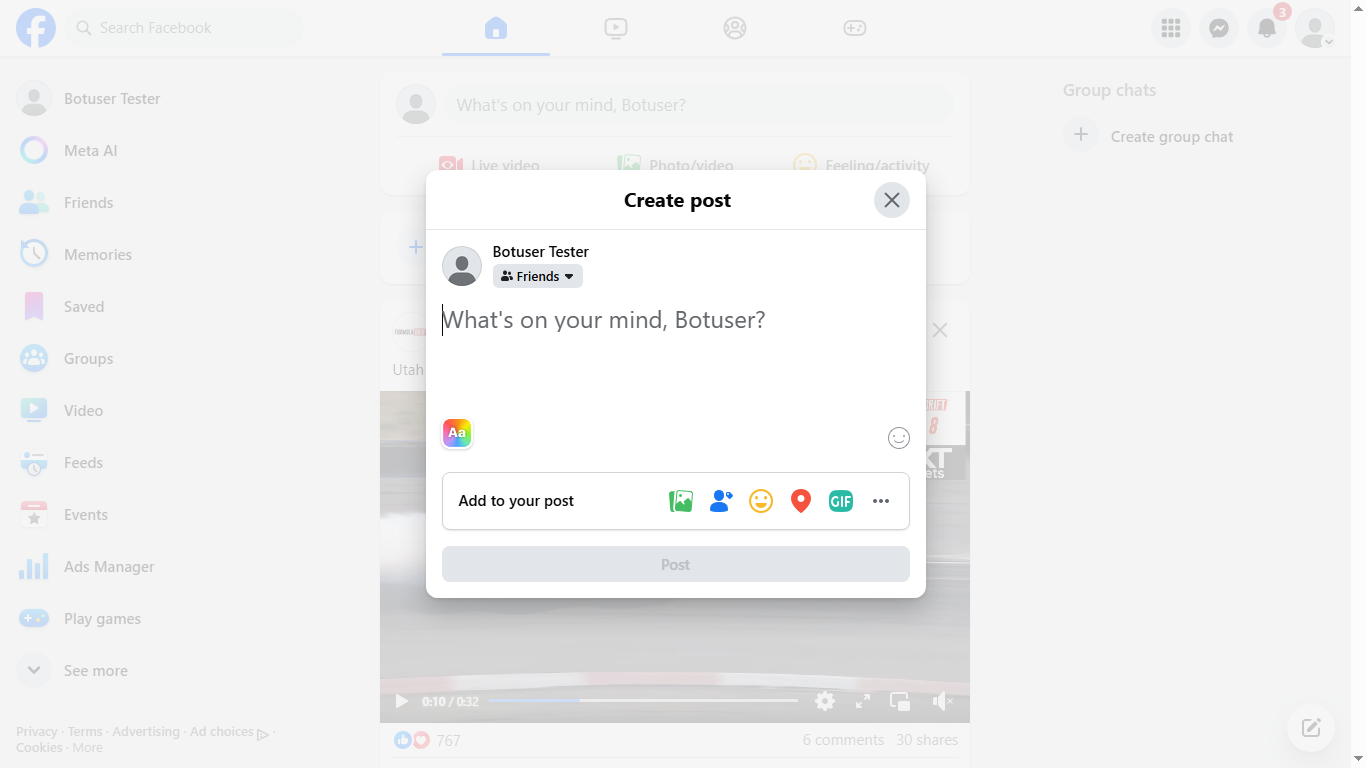 Search Facebook
3
Botuser Tester
Meta AI
Friends
Memories
Saved
Groups
Video
Feeds
Events
Ads Manager
Play games
See more
Privacy · Terms · Advertising · Ad choices ·
Cookies · More
What's on your mind, Botuser?
Live video
Photo/video
Feeling/activity
Create post
Botuser Tester
Friends
What's on your mind, Botuser?
Aa
Add to your post
GIF
Post
Utah
8
0:10 / 0:32
767
6 comments
30 shares
Group chats
Create group chat